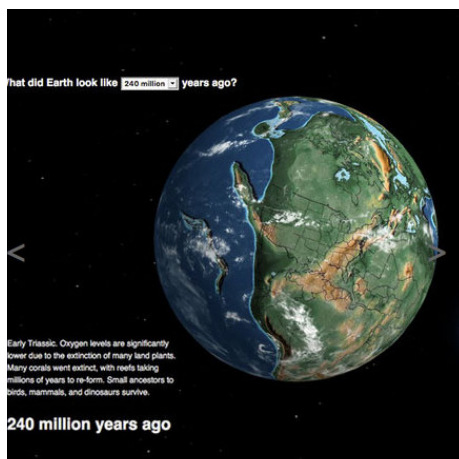 What did Earth look like 240 million years ago?
Early Triassic. Oxygen levels are significantly
lower due to the extinction of many land plants.
Many corals went extinct, with reefs taking
millions of years to re-form. Small ancestors to
birds, mammals, and dinosaurs survive.
240 million years ago